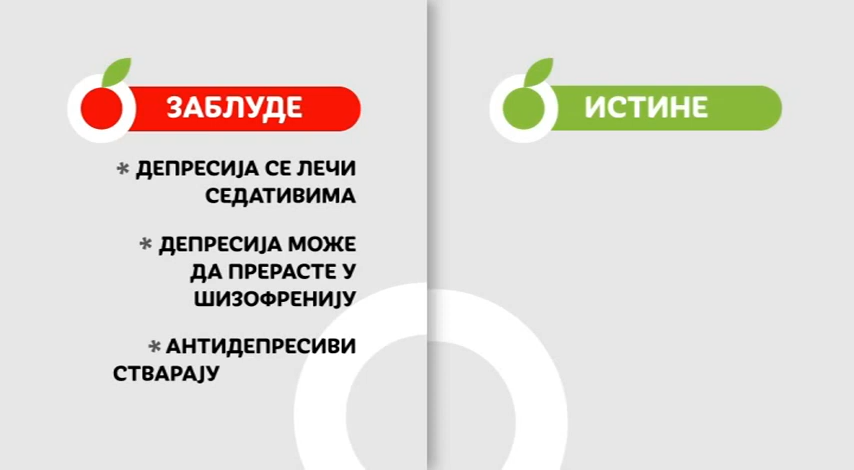 ЗАБЛУДЕ
* ДЕПРЕСИЈА СЕ ЛЕЧИ
СЕДАТИВИМА
* ДЕПРЕСИЈА МОЖЕ
ДА ПРЕРАСТЕ У
ШИЗОФРЕНИЈУ
* АНТИДЕПРЕСИВИ
СТВАРАЈУ
ИСТИНЕ